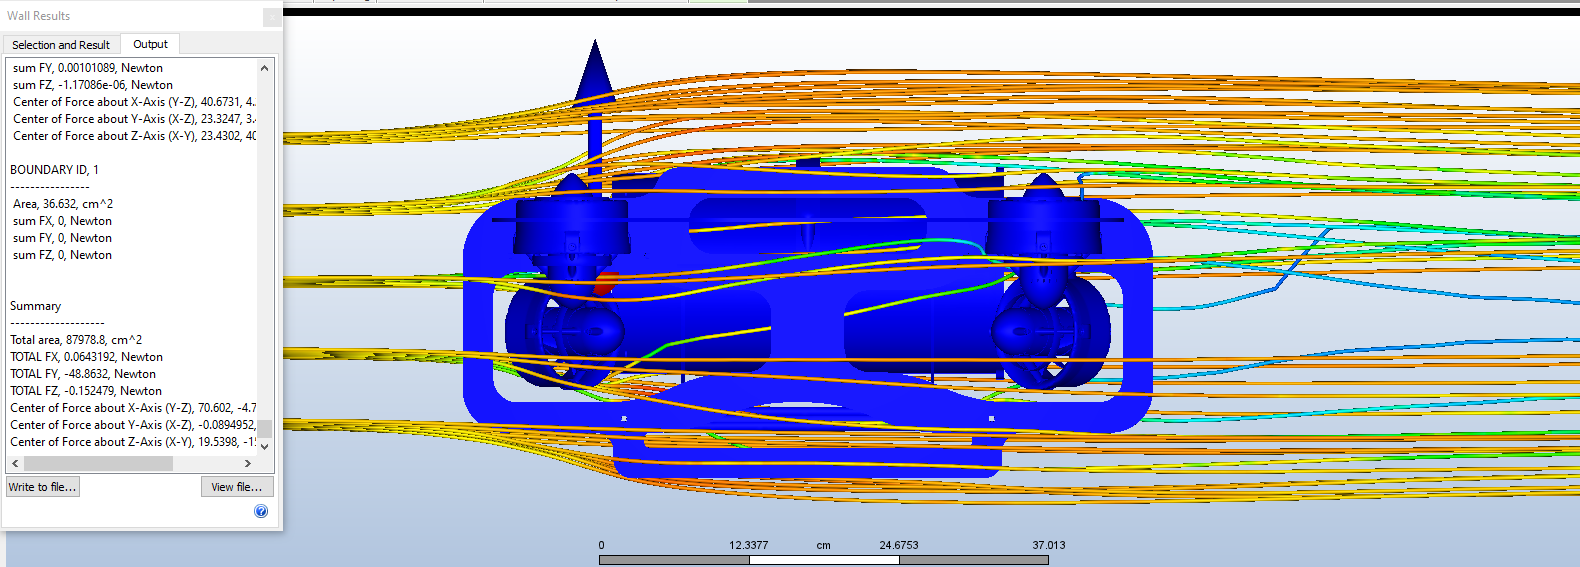 Wall Results
Selection and Result
Output
sum FY, 0.00101089, Newton
sum FZ, -1.17086e-06, Newton
Center of Force about X-Axis (Y-Z), 40.6731, 4.
Center of Force about Y-Axis (X-Z), 23.3247, 3.
Center of Force about Z-Axis (X-Y), 23.4302, 40
BOUNDARY ID, 1
----------------
Area, 36.632, cm^2
sum FX, 0, Newton
sum FY, 0, Newton
sum FZ, 0, Newton
Summary
-------------------
Total area, 87978.8, cm^2
TOTAL FX, 0.0643192, Newton
TOTAL FY, -48.8632, Newton
TOTAL FZ, -0.152479, Newton
Center of Force about X-Axis (Y-Z), 70.602, -4.7
Center of Force about Y-Axis (X-Z), -0.0894952,
Center of Force about Z-Axis (X-Y), 19.5398, -1
Write to file...
View file...
0
12.3377
cm
24.6753
37.013